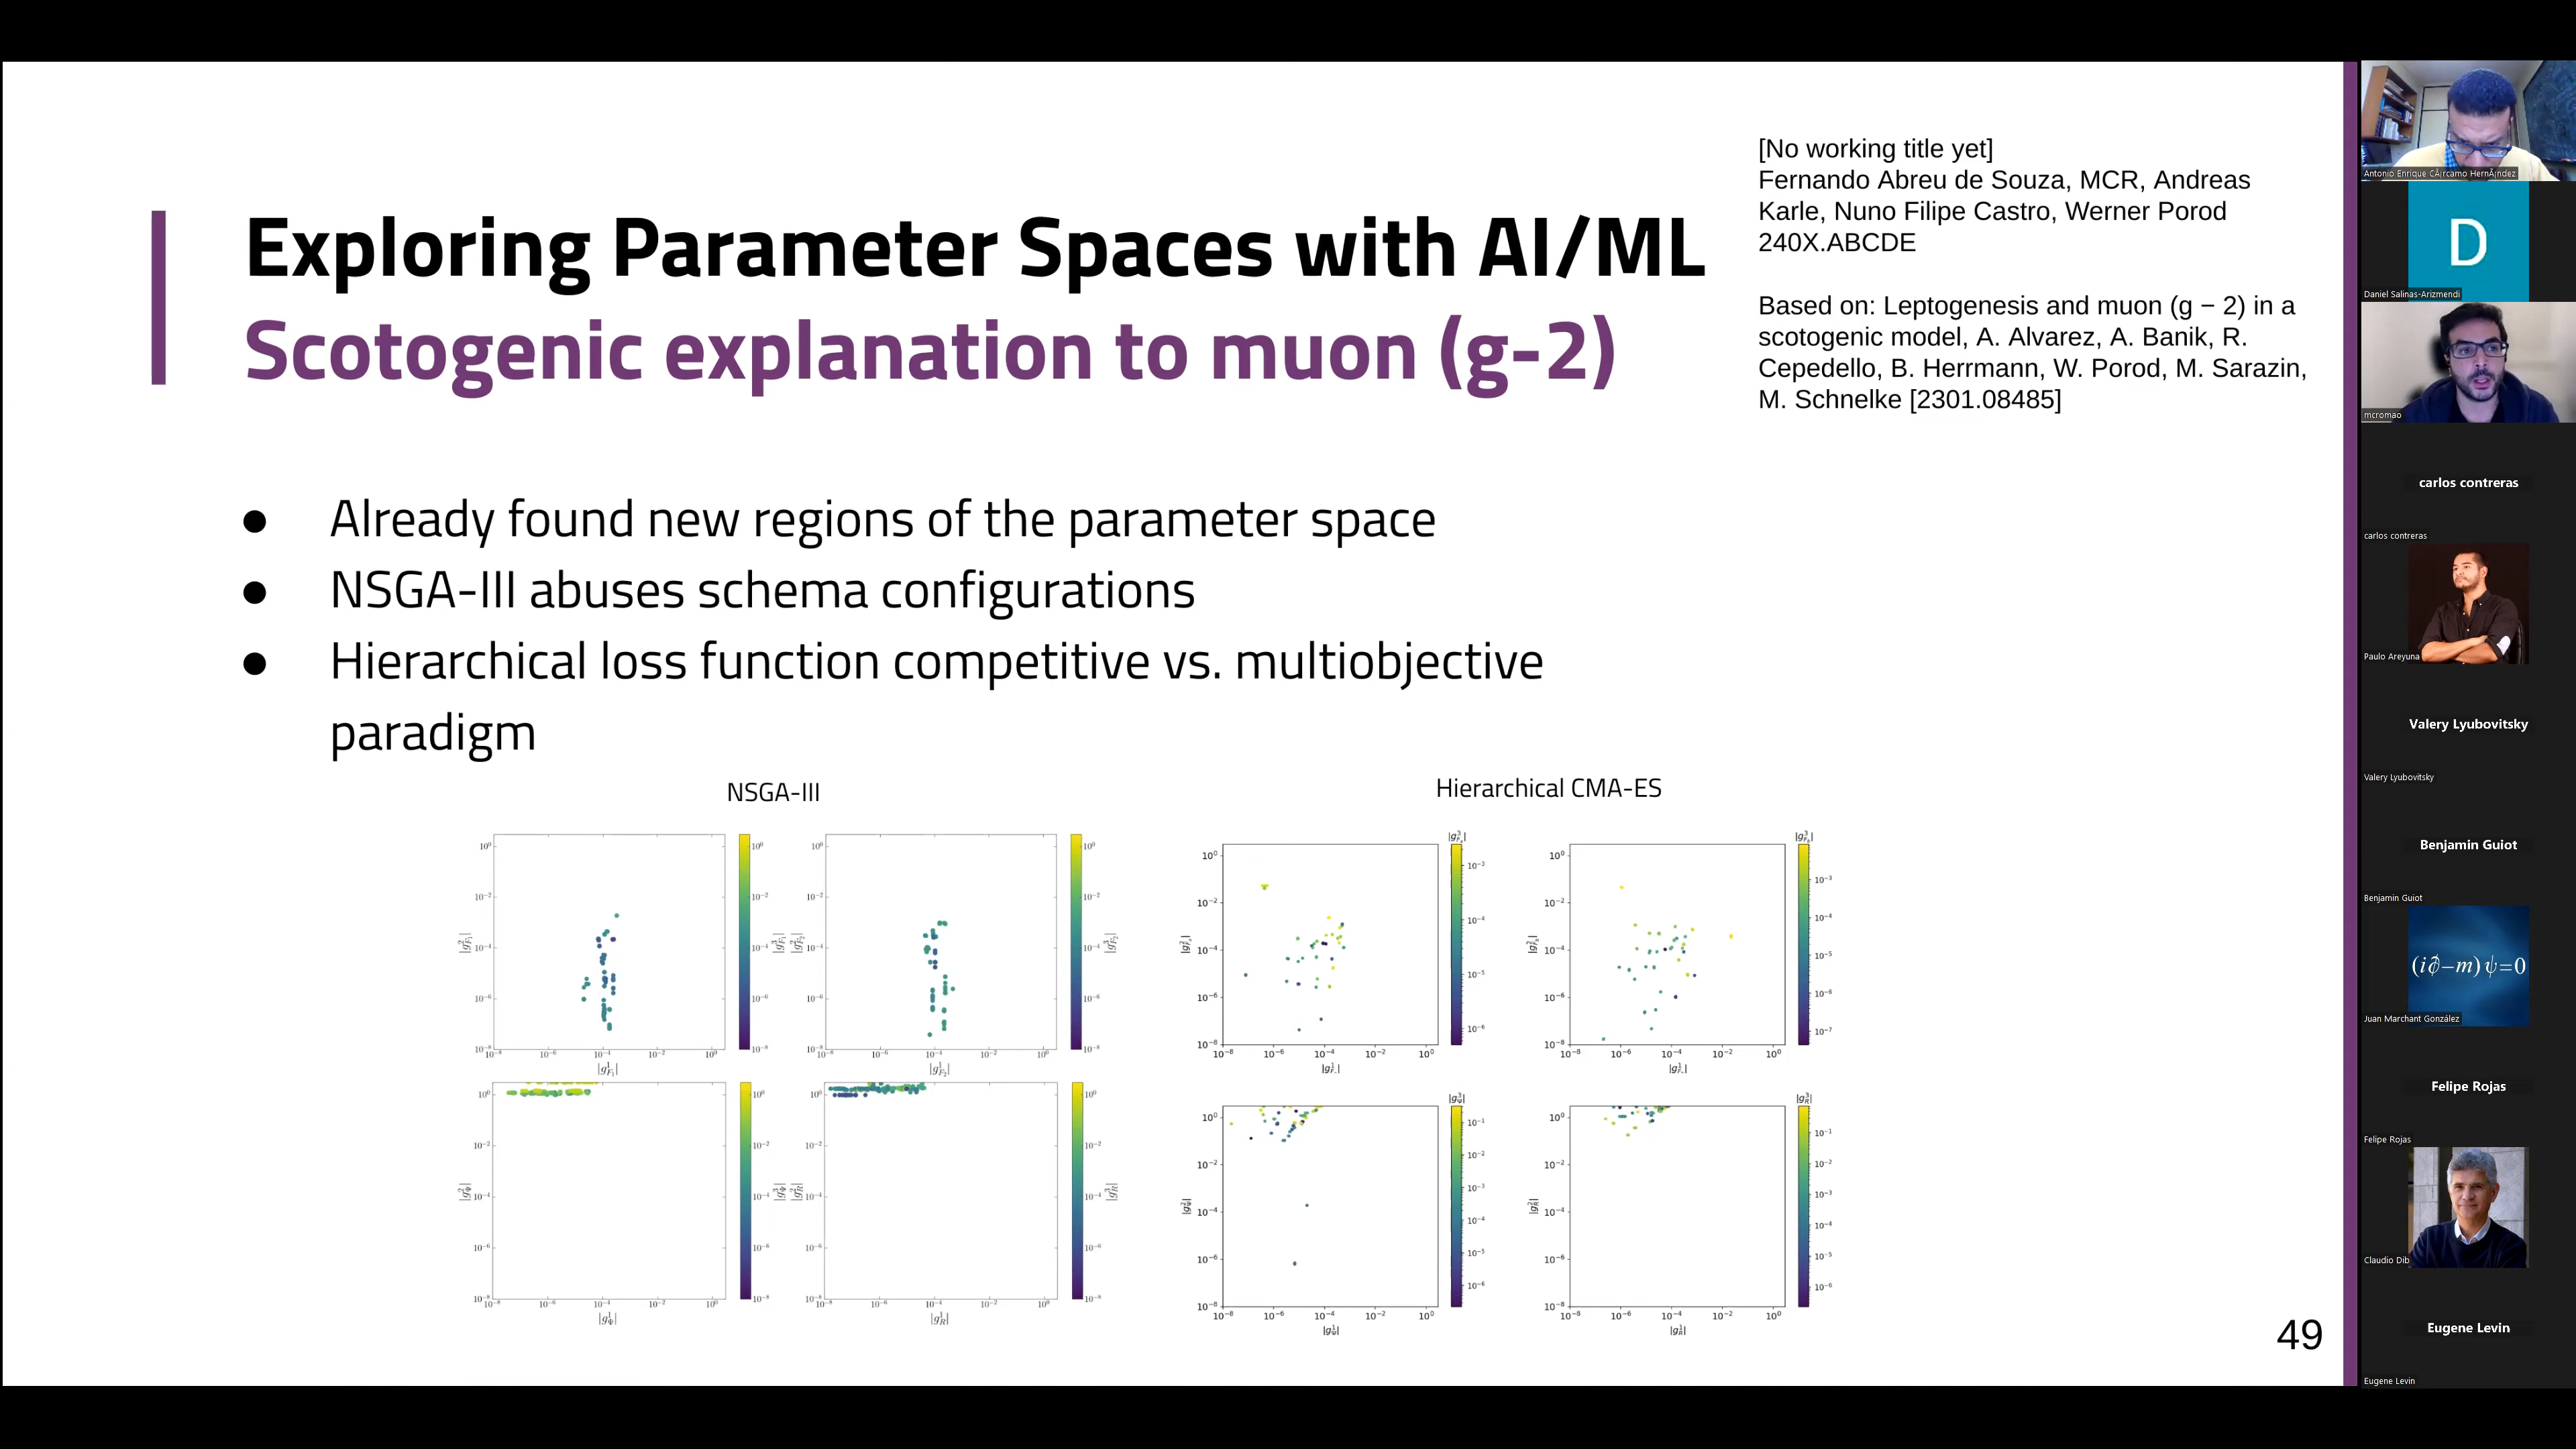 Exploring Parameter Spaces with AI/ML
Scotogenic explanation to muon (g-2)
[No working title yet]
Fernando Abreu de Souza, MCR, Andreas
Karle, Nuno Filipe Castro, Werner Porod
240X.ABCDE
Based on: Leptogenesis and muon (g − 2) in a
scotogenic model, A. Alvarez, A. Banik, R.
Cepedello, B. Herrmann, W. Porod, M. Sarazin,
M. Schnelke [2301.08485]
● Already found new regions of the parameter space
● NSGA-III abuses schema configurations
● Hierarchical loss function competitive vs. multiobjective
paradigm
NSGA-III
Hierarchical CMA-ES
49
Antonio Enrique CÃ¡rcamo HernÃ¡ndez
D
Daniel Salinas-Arizmendi
mcromao
carlos contreras
carlos contreras
Paulo Areyuna
Valery Lyubovitsky
Valery Lyubovitsky
Benjamin Guiot
Benjamin Guiot
(i∂̸−m)ψ=0
Juan Marchant González
Felipe Rojas
Felipe Rojas
Claudio Dib
Eugene Levin
Eugene Levin